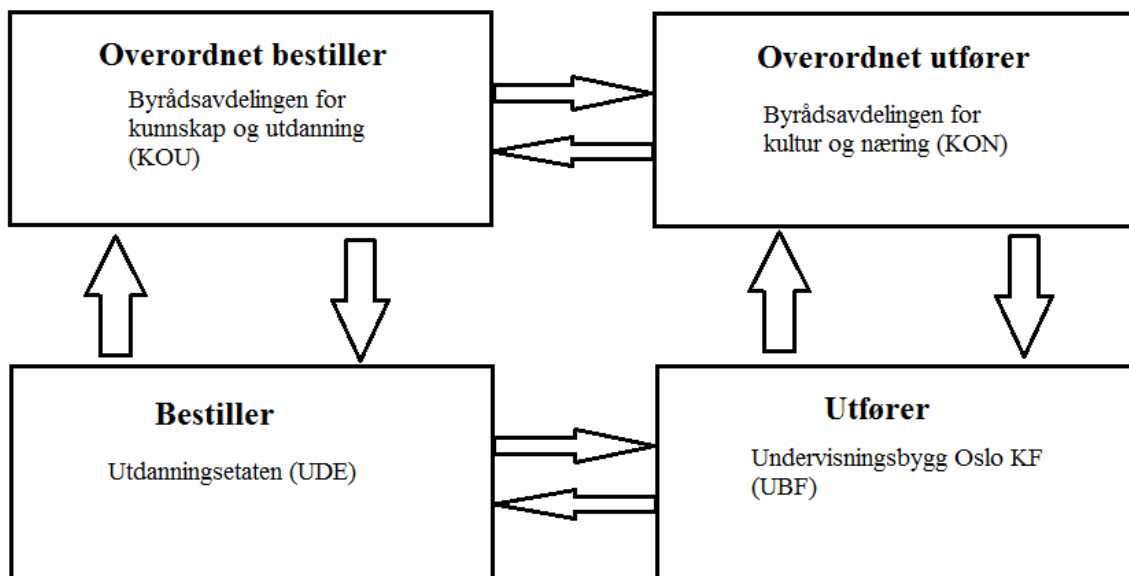 Overordnet bestiller
Byrådsavdelingen for
kunnskap og utdanning
(KOU)
Overordnet utfører
Byrådsavdelingen for
kultur og næring (KON)
Bestiller
Utdanningsetaten (UDE)
Utfører
Undervisningsbygg Oslo KF
(UBF)